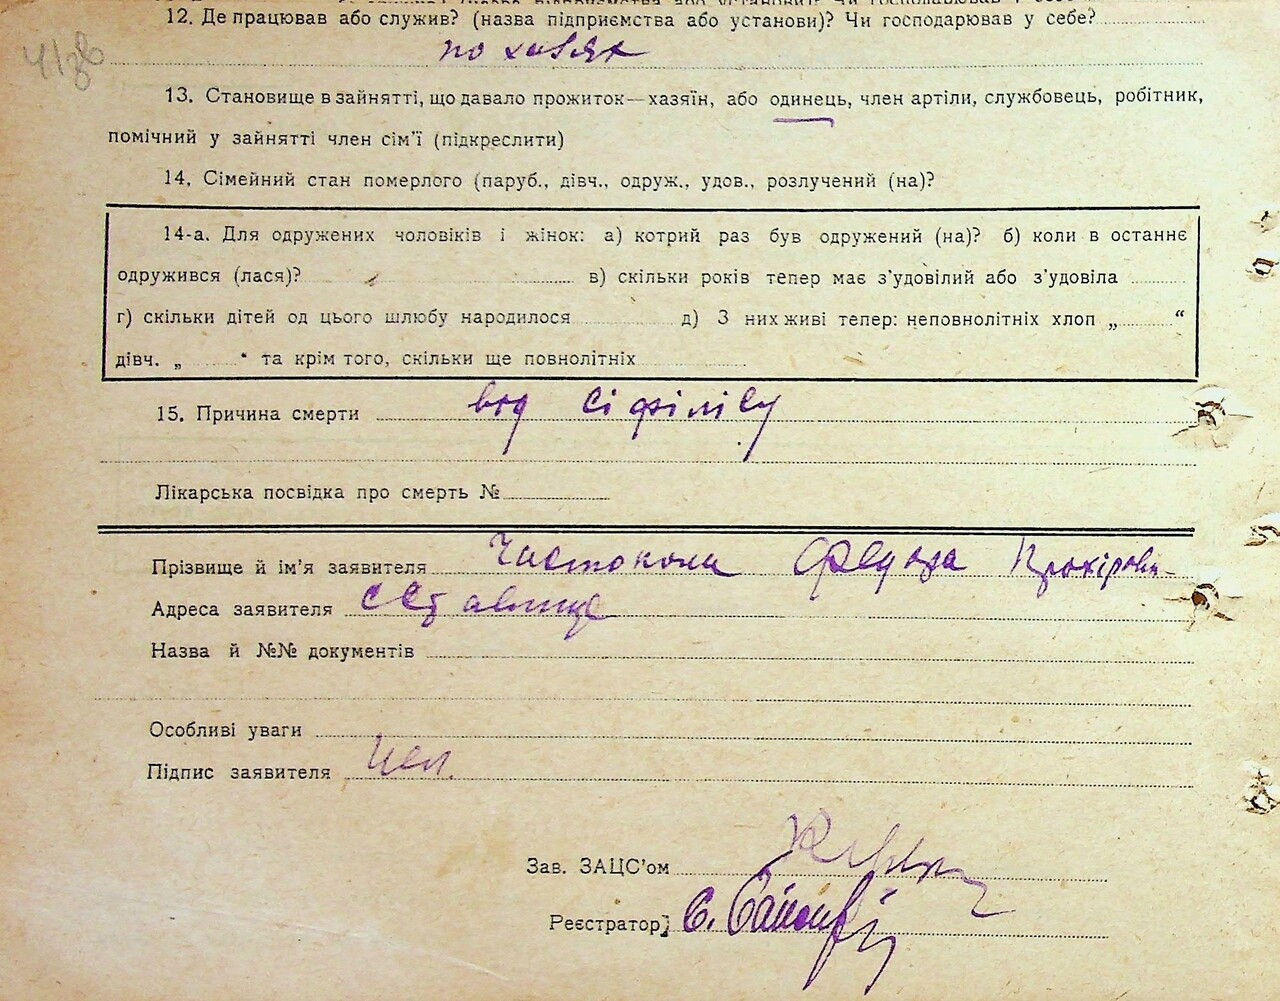 12. Де працював або служив? (назва підприємства або установи)? Чи господарював у себе?
по хазяях
13. Становище в зайнятті, що давало прожиток—хазяїн, або одинець, член артіли, службовець, робітник,
помічний у зайнятті член сім'ї (підкреслити)
14. Сімейний стан померлого (паруб., дівч., одруж., удов., розлучений (на)?
14-а. Для одружених чоловіків і жінок: а) котрий раз був одружений (на)? б) коли в останнє
одружився (лася)? в) скільки років тепер має з'удовілий або з'удовіла
г) скільки дітей од цього шлюбу народилося д) З них живі тепер: неповнолітніх хлоп „ “
дівч. „ “ та крім того, скільки ще повнолітніх
15. Причина смерти від сіфілісу
Лікарська посвідка про смерть №
Прізвище й ім'я заявителя Чистокола
Адреса заявителя с Ставище
Назва й №№ документів
Особливі уваги
Підпис заявителя
Зав. ЗАЦС'ом
Реєстратор